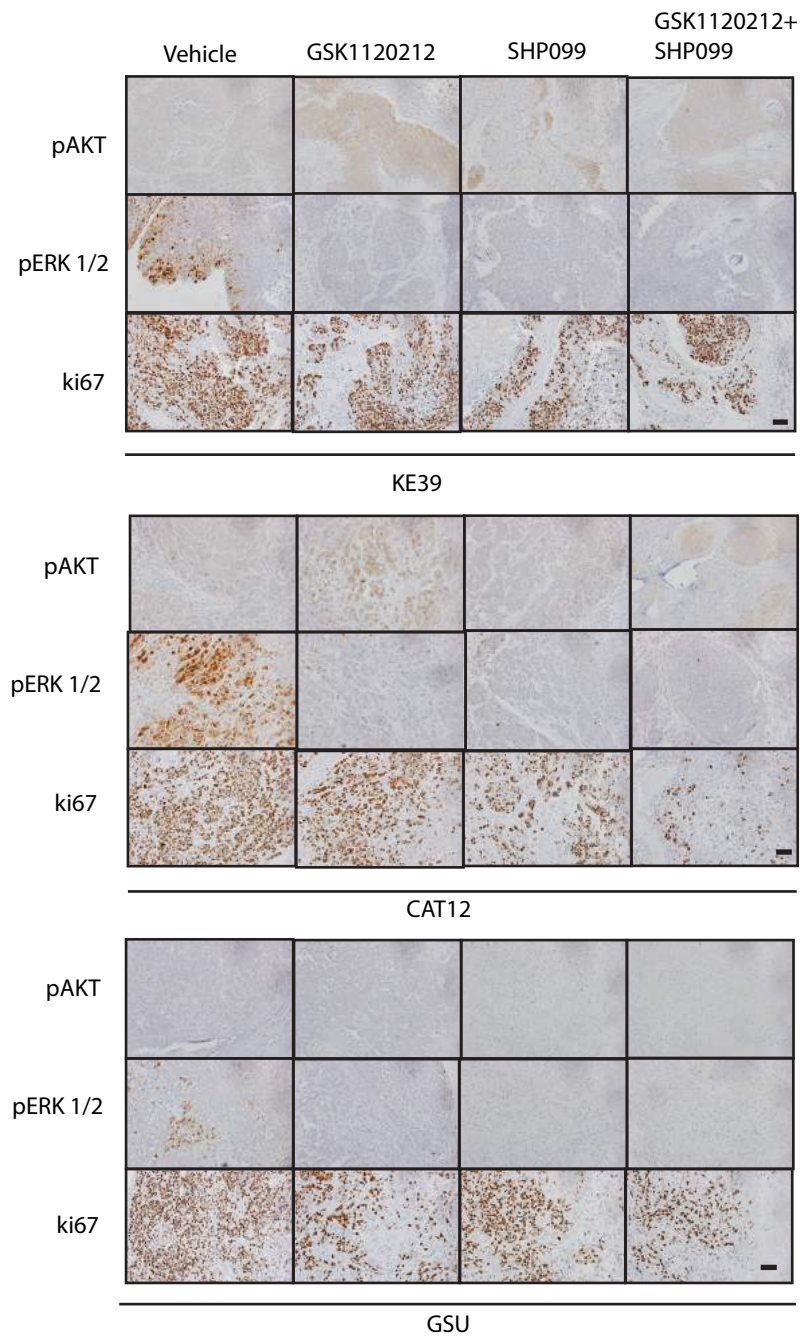 Vehicle
GSK1120212
SHP099
GSK1120212+
SHP099
pAKT
pERK 1/2
ki67
KE39
pAKT
pERK 1/2
ki67
CAT12
pAKT
pERK 1/2
ki67
GSU